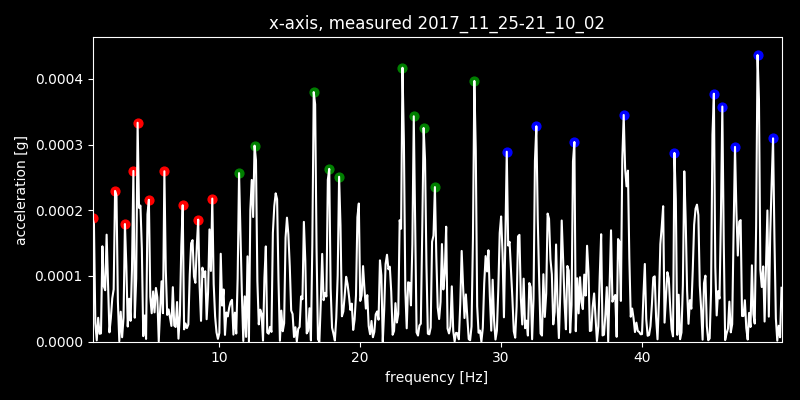 x-axis, measured 2017_11_25-21_10_02
acceleration [g]
0.0004
0.0003
0.0002
0.0001
0.0000
10 20 30 40
frequency [Hz]